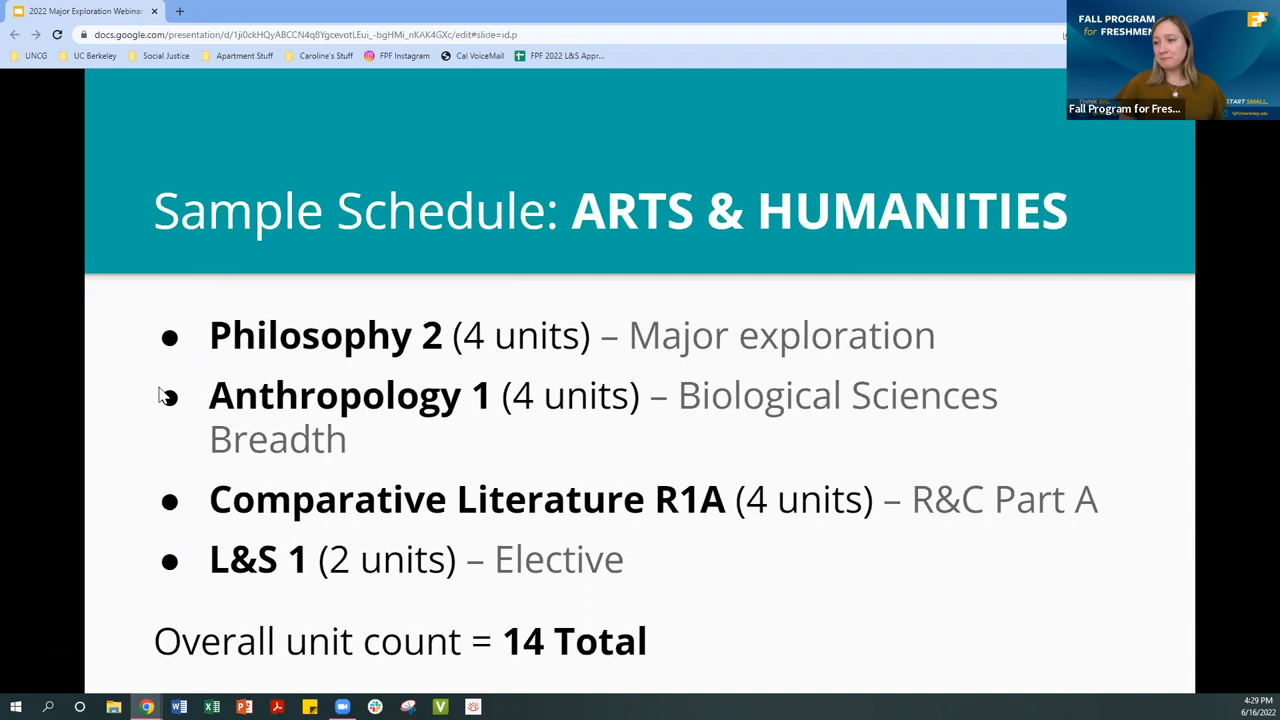 2022 Major Exploration Webinar
docs.google.com/presentation/d/1ji0ckHQyABCCN4q8YgcevotLEui_-bgHMi_nKAK4GXc/edit#slide=id.p
UNCG
UC Berkeley
Social Justice
Apartment Stuff
Caroline's Stuff
FPF Instagram
Cal VoiceMail
FPF 2022 L&S Appr...
FALL PROGRAM
for FRESHMEN
START SMALL.
Fall Program for Fres...
Sample Schedule: ARTS & HUMANITIES
● Philosophy 2 (4 units) – Major exploration
● Anthropology 1 (4 units) – Biological Sciences
Breadth
● Comparative Literature R1A (4 units) – R&C Part A
● L&S 1 (2 units) – Elective
Overall unit count = 14 Total
4:29 PM
6/16/2022